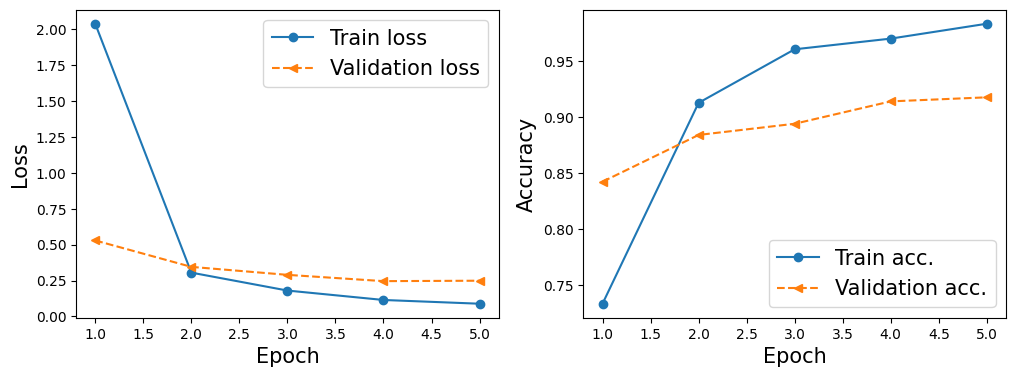 2.00
1.75
1.50
1.25
1.00
0.75
0.50
0.25
0.00
Loss
Train loss
Validation loss
1.0 1.5 2.0 2.5 3.0 3.5 4.0 4.5 5.0
Epoch
0.95
0.90
0.85
0.80
0.75
Accuracy
Train acc.
Validation acc.
1.0 1.5 2.0 2.5 3.0 3.5 4.0 4.5 5.0
Epoch